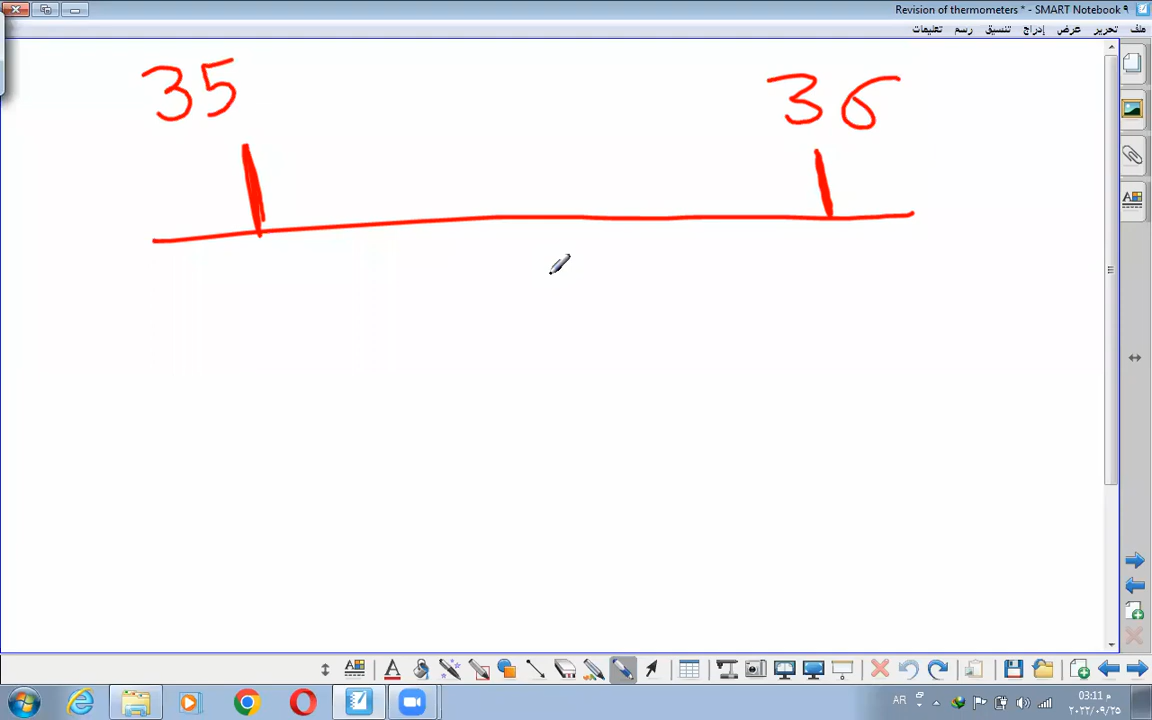 Revision of thermometers * - SMART Notebook ٩
ملف تحرير عرض إدراج تنسيق رسم تعليمات
35 36
A
AR
03:11 م
٢٠٢٢/٠٩/٢٥